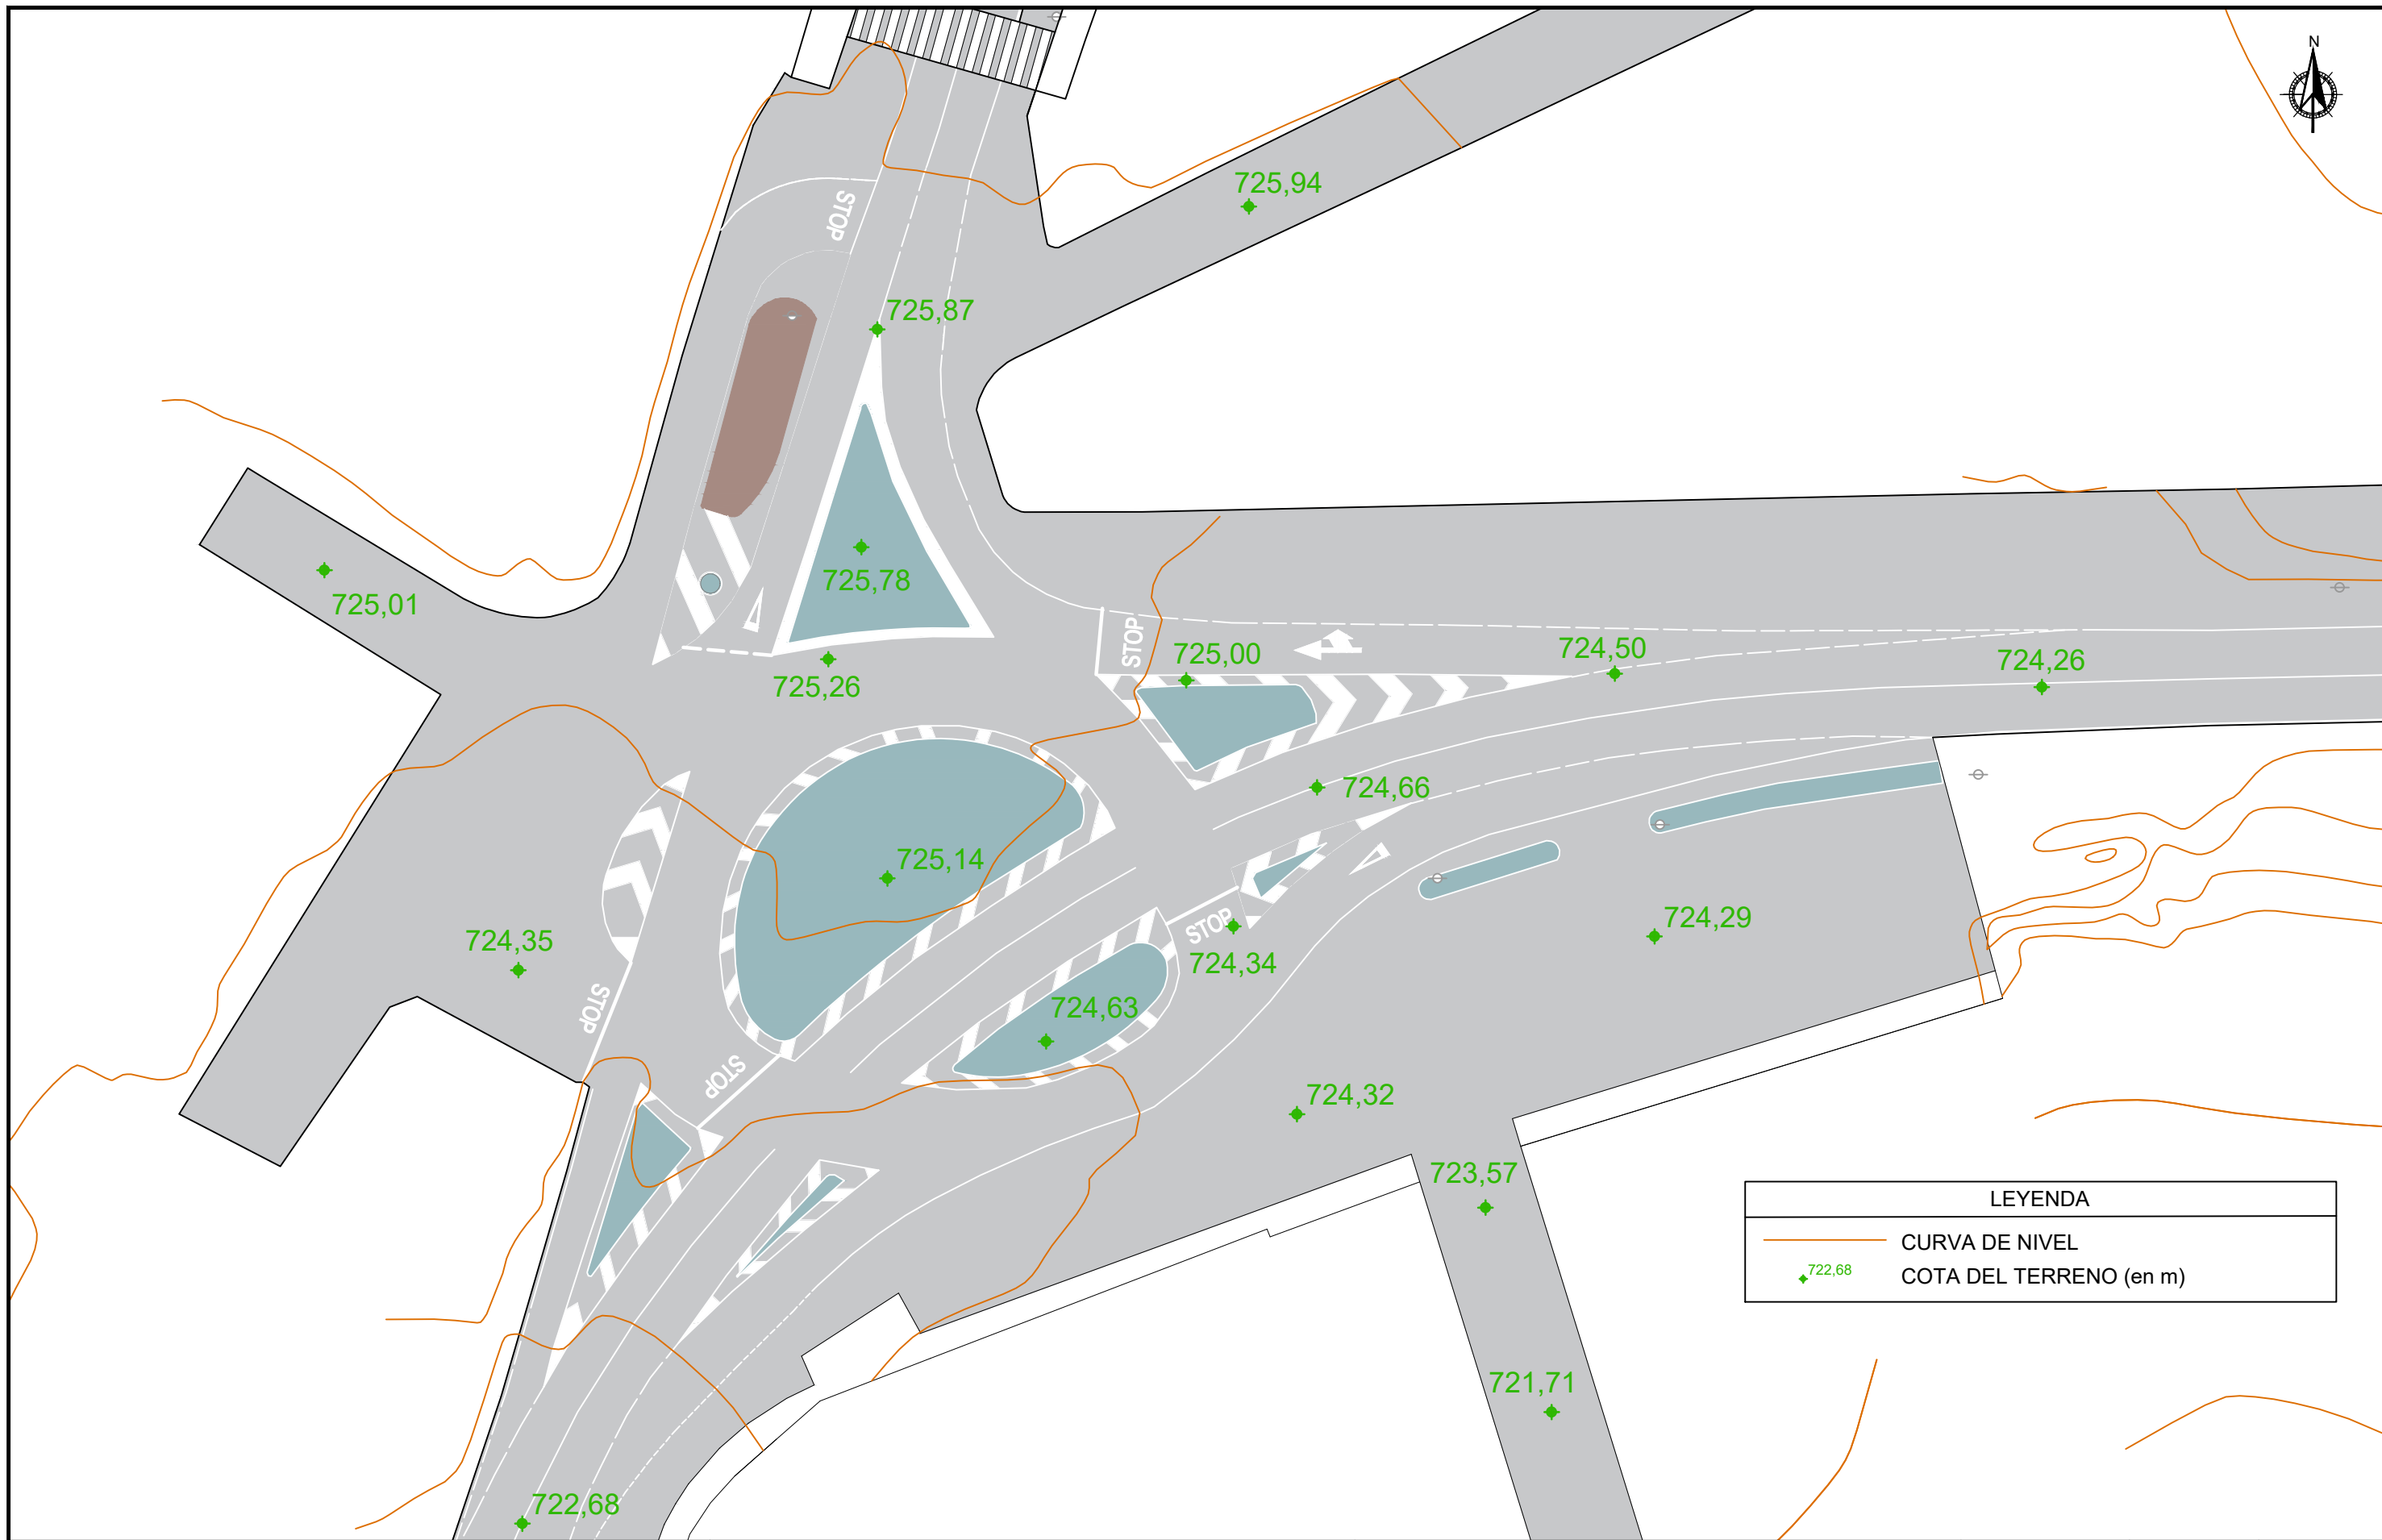 N
725,94
STOP
725,87
725,78
725,01
STOP
725,00
724,50
724,26
725,26
724,66
725,14
724,29
724,35
STOP
724,34
STOP
724,63
STOP
724,32
723,57
LEYENDA
CURVA DE NIVEL
722,68 COTA DEL TERRENO (en m)
721,71
722,68